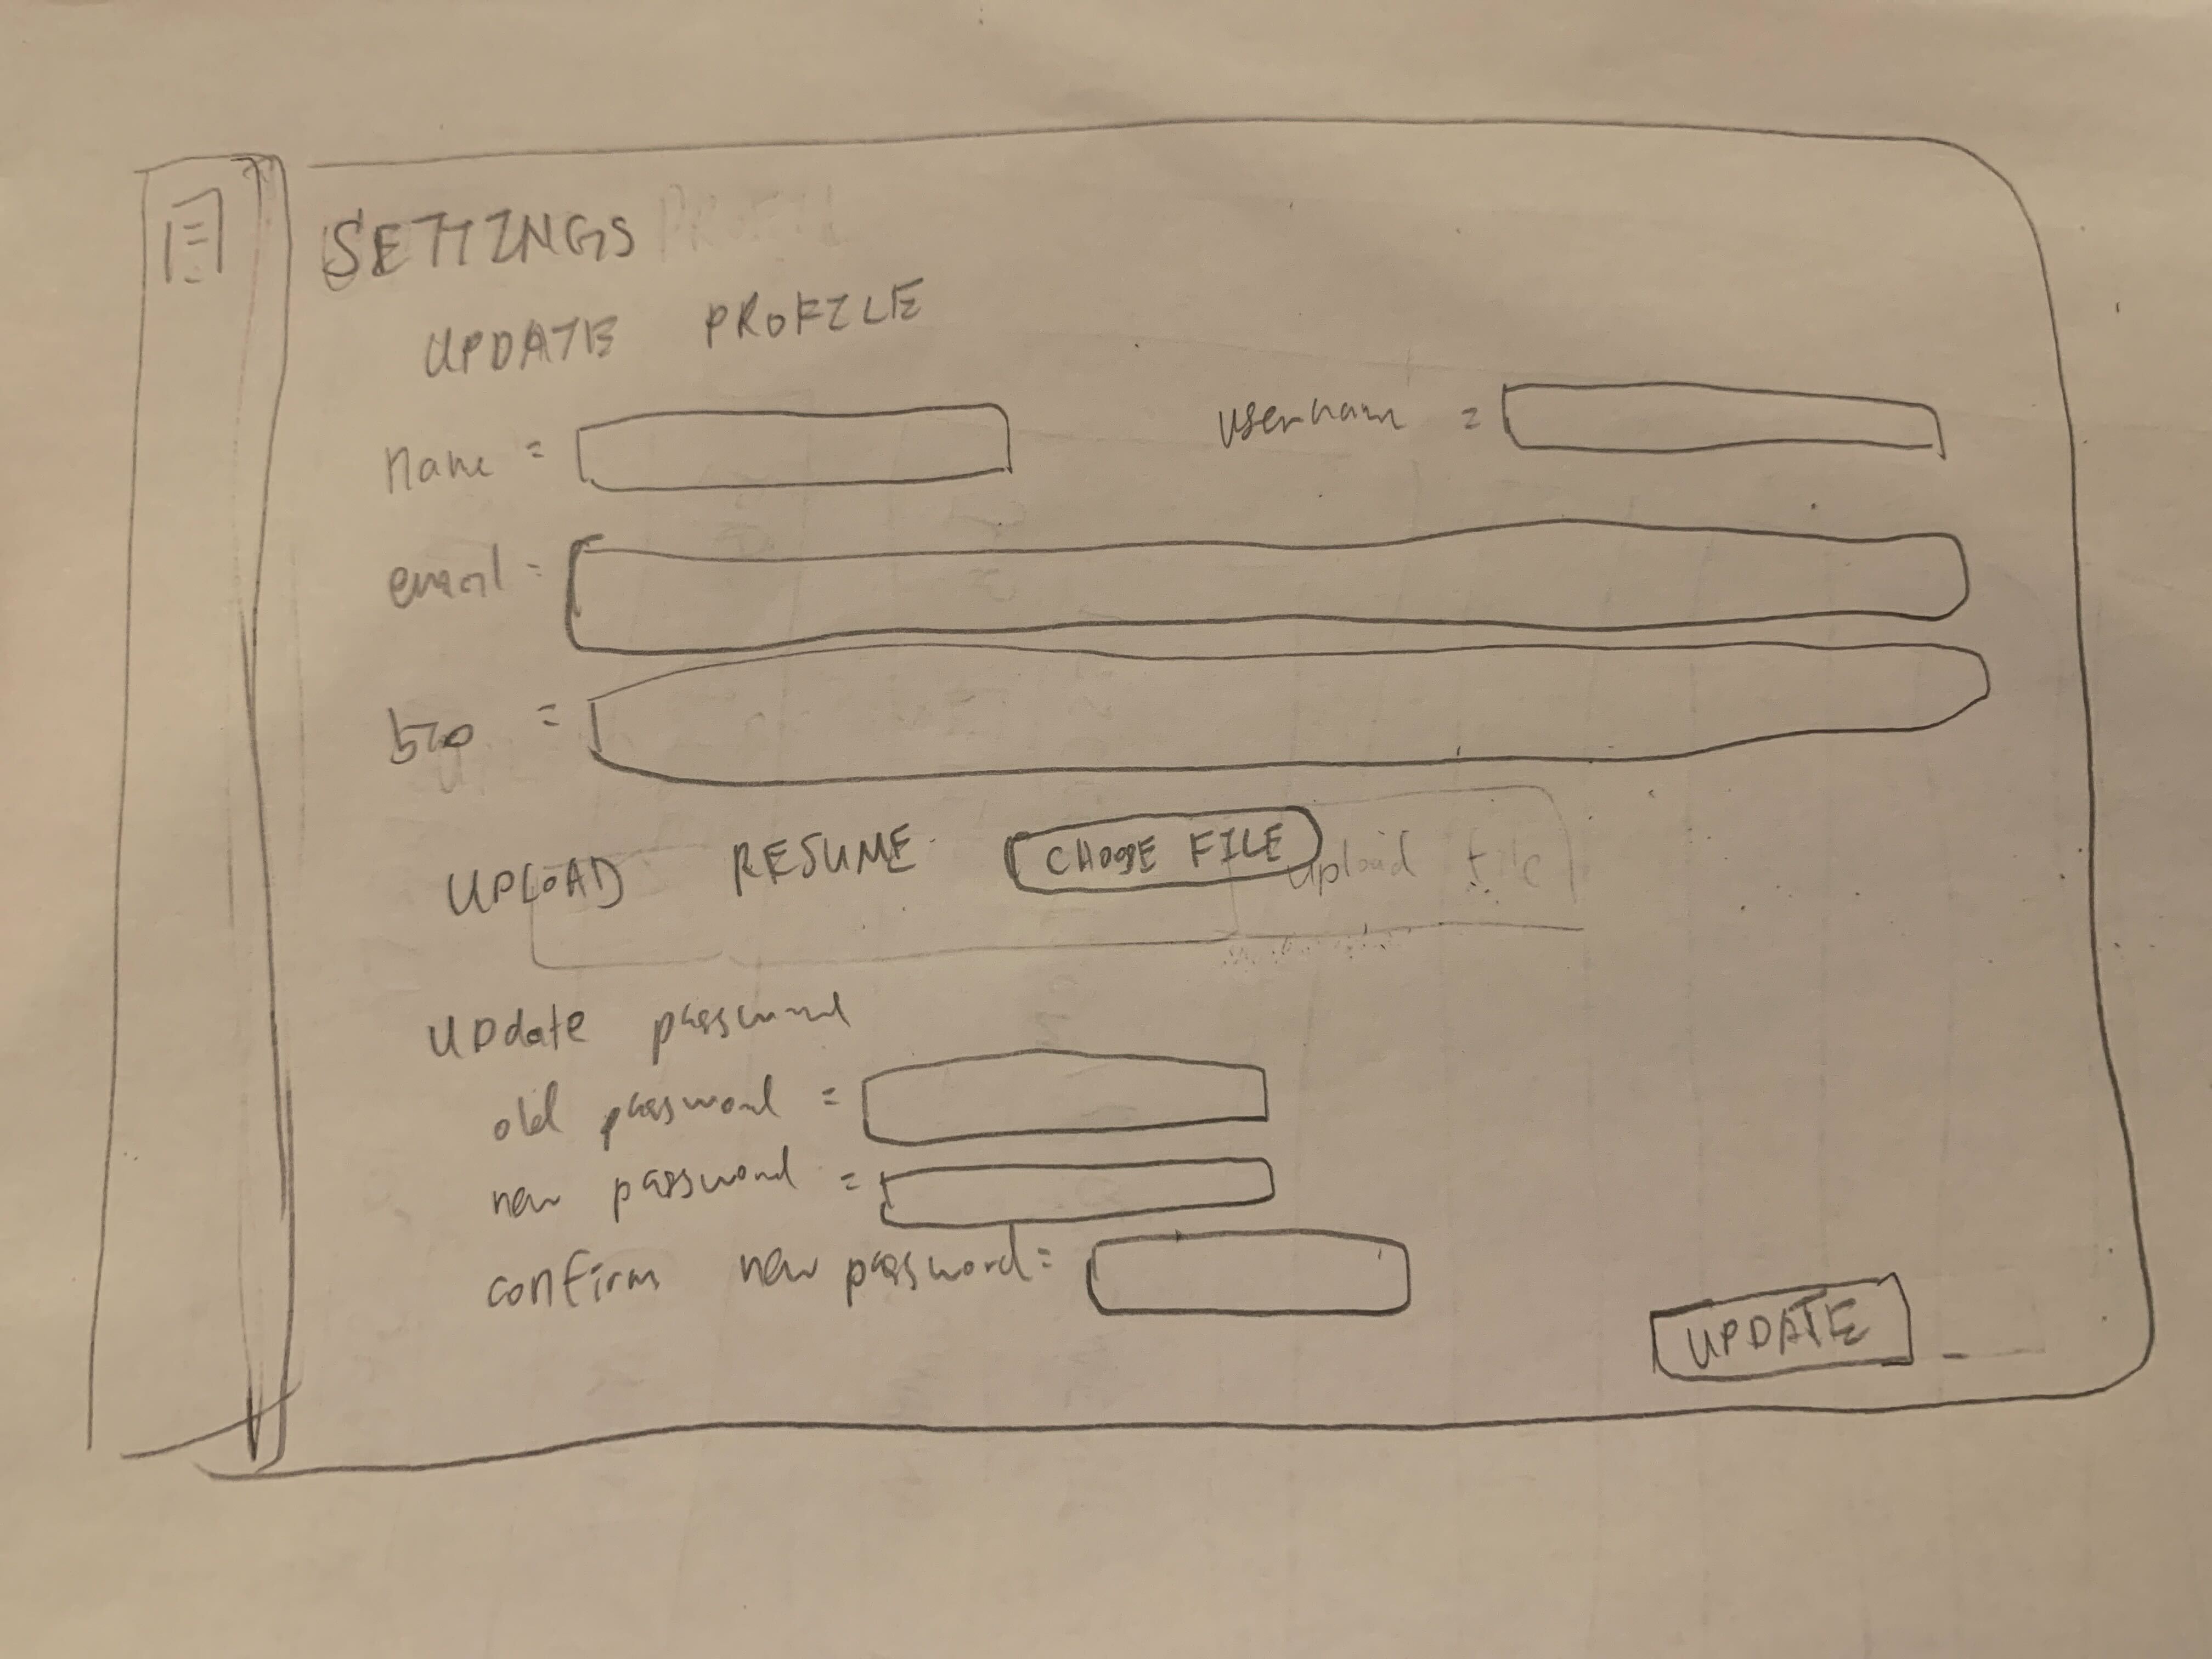 SETTINGS
UPDATE PROFILE
name =
username =
email =
bio =
UPLOAD RESUME CHOOSE FILE
upload file
update password
old password =
new password =
confirm new password =
UPDATE